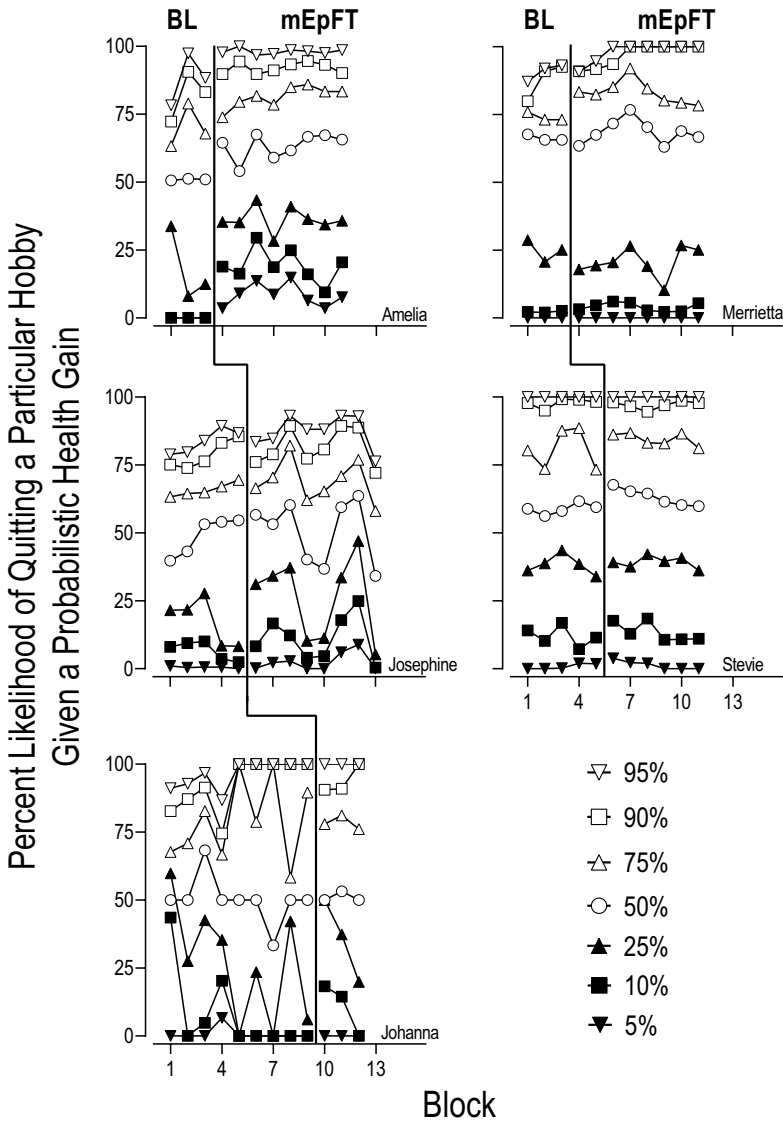 BL mEpFT BL mEpFT
Percent Likelihood of Quitting a Particular Hobby
Given a Probabilistic Health Gain
100
75
50
25
0
Amelia
Merrietta
100
75
50
25
0
Josephine
Stevie
1 4 7 10 13
100
75
50
25
0
Johanna
1 4 7 10 13
95%
90%
75%
50%
25%
10%
5%
Block